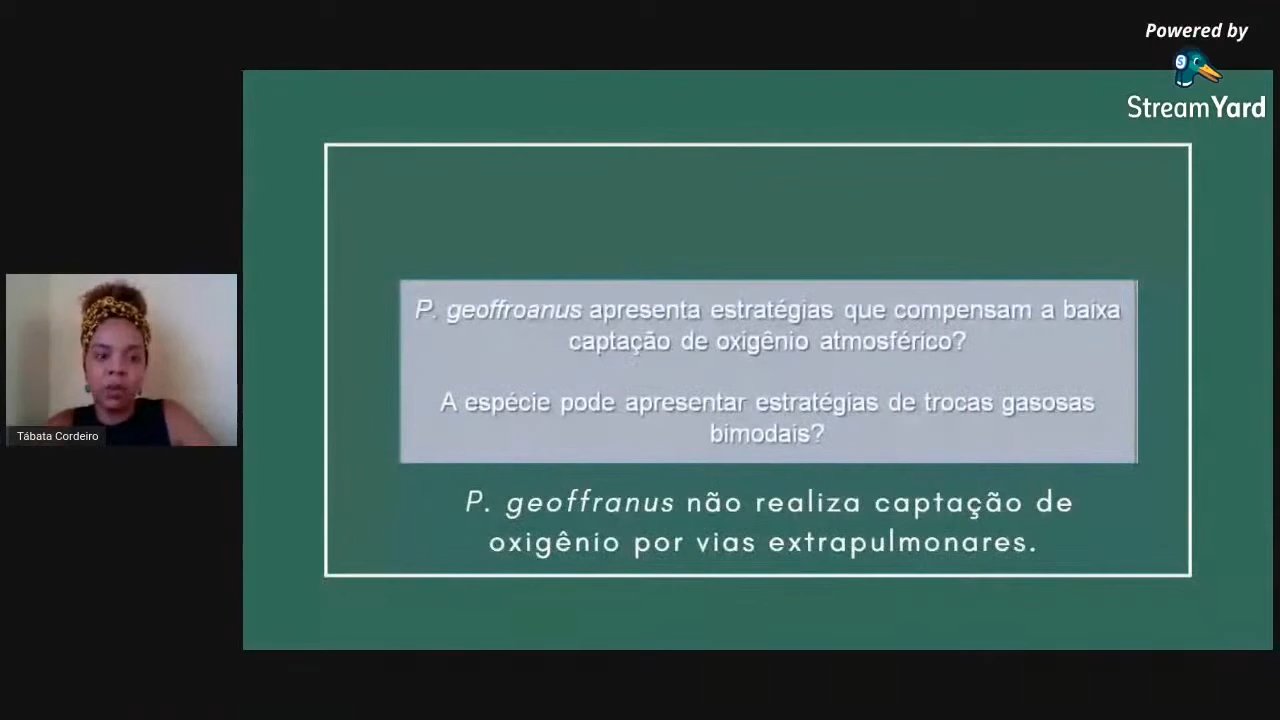 Powered by
StreamYard
P. geoffroanus apresenta estratégias que compensam a baixa
captação de oxigênio atmosférico?
A espécie pode apresentar estratégias de trocas gasosas
bimodais?
P. geoffranus não realiza captação de
oxigênio por vias extrapulmonares.
Tábata Cordeiro